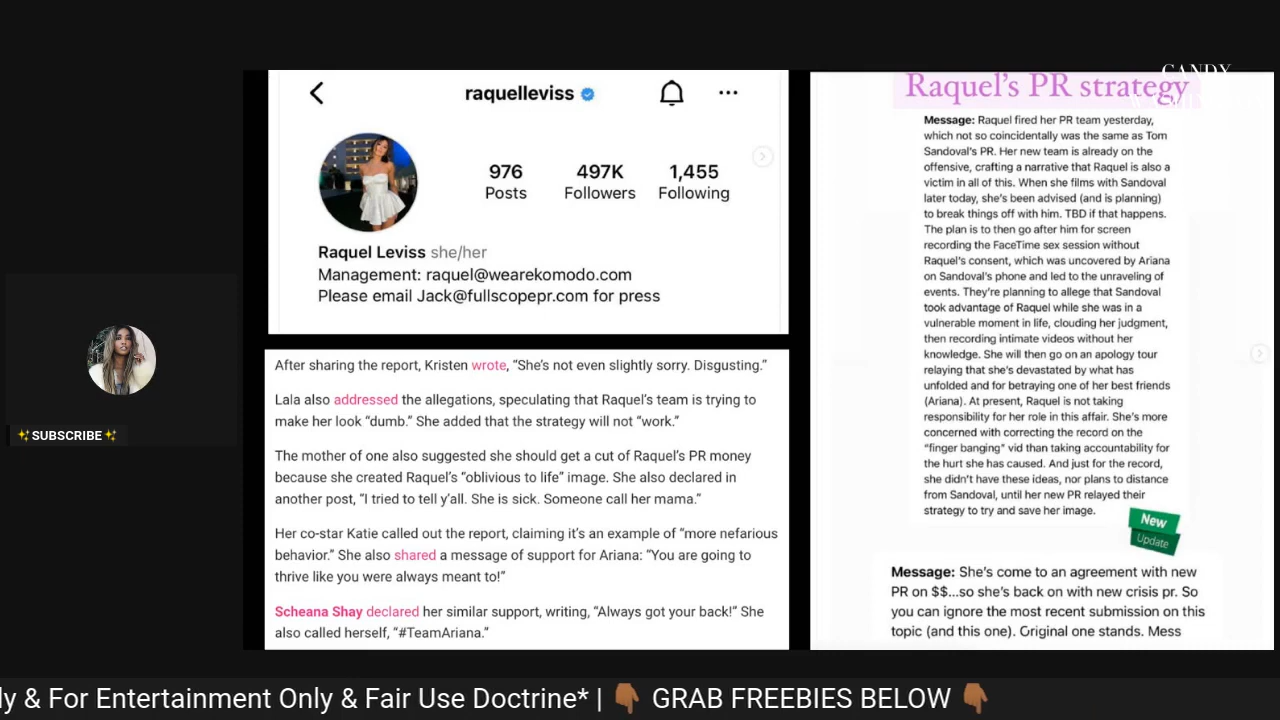 raquelleviss
976
Posts
497K
Followers
1,455
Following
Raquel Leviss she/her
Management: raquel@wearekomodo.com
Please email Jack@fullscopepr.com for press
After sharing the report, Kristen wrote, “She’s not even slightly sorry. Disgusting.”
Lala also addressed the allegations, speculating that Raquel’s team is trying to
make her look “dumb.” She added that the strategy will not “work.”
The mother of one also suggested she should get a cut of Raquel’s PR money
because she created Raquel’s “oblivious to life” image. She also declared in
another post, “I tried to tell y’all. She is sick. Someone call her mama.”
Her co-star Katie called out the report, claiming it’s an example of “more nefarious
behavior.” She also shared a message of support for Ariana: “You are going to
thrive like you were always meant to!”
Scheana Shay declared her similar support, writing, “Always got your back!” She
also called herself, “#TeamAriana.”
CANDY
Raquel’s PR strategy
Message: Raquel fired her PR team yesterday,
which not so coincidentally was the same as Tom
Sandoval’s PR. Her new team is already on the
offensive, crafting a narrative that Raquel is also a
victim in all of this. When she films with Sandoval
later today, she’s been advised (and is planning)
to break things off with him. TBD if that happens.
The plan is to then go after him for screen
recording the FaceTime sex session without
Raquel’s consent, which was uncovered by Ariana
on Sandoval’s phone and led to the unraveling of
events. They’re planning to allege that Sandoval
took advantage of Raquel while she was in a
vulnerable moment in life, clouding her judgment,
then recording intimate videos without her
knowledge. She will then go on an apology tour
relaying that she’s devastated by what has
unfolded and for betraying one of her best friends
(Ariana). At present, Raquel is not taking
responsibility for her role in this affair. She’s more
concerned with correcting the record on the
“finger banging” vid than taking accountability for
the hurt she has caused. And just for the record,
she didn’t have these ideas, nor plans to distance
from Sandoval, until her new PR relayed their
strategy to try and save her image.
New
Update
Message: She’s come to an agreement with new
PR on $$...so she’s back on with new crisis pr. So
you can ignore the most recent submission on this
topic (and this one). Original one stands. Mess
✨SUBSCRIBE✨
ly & For Entertainment Only & Fair Use Doctrine* | 👇🏾 GRAB FREEBIES BELOW 👇🏾